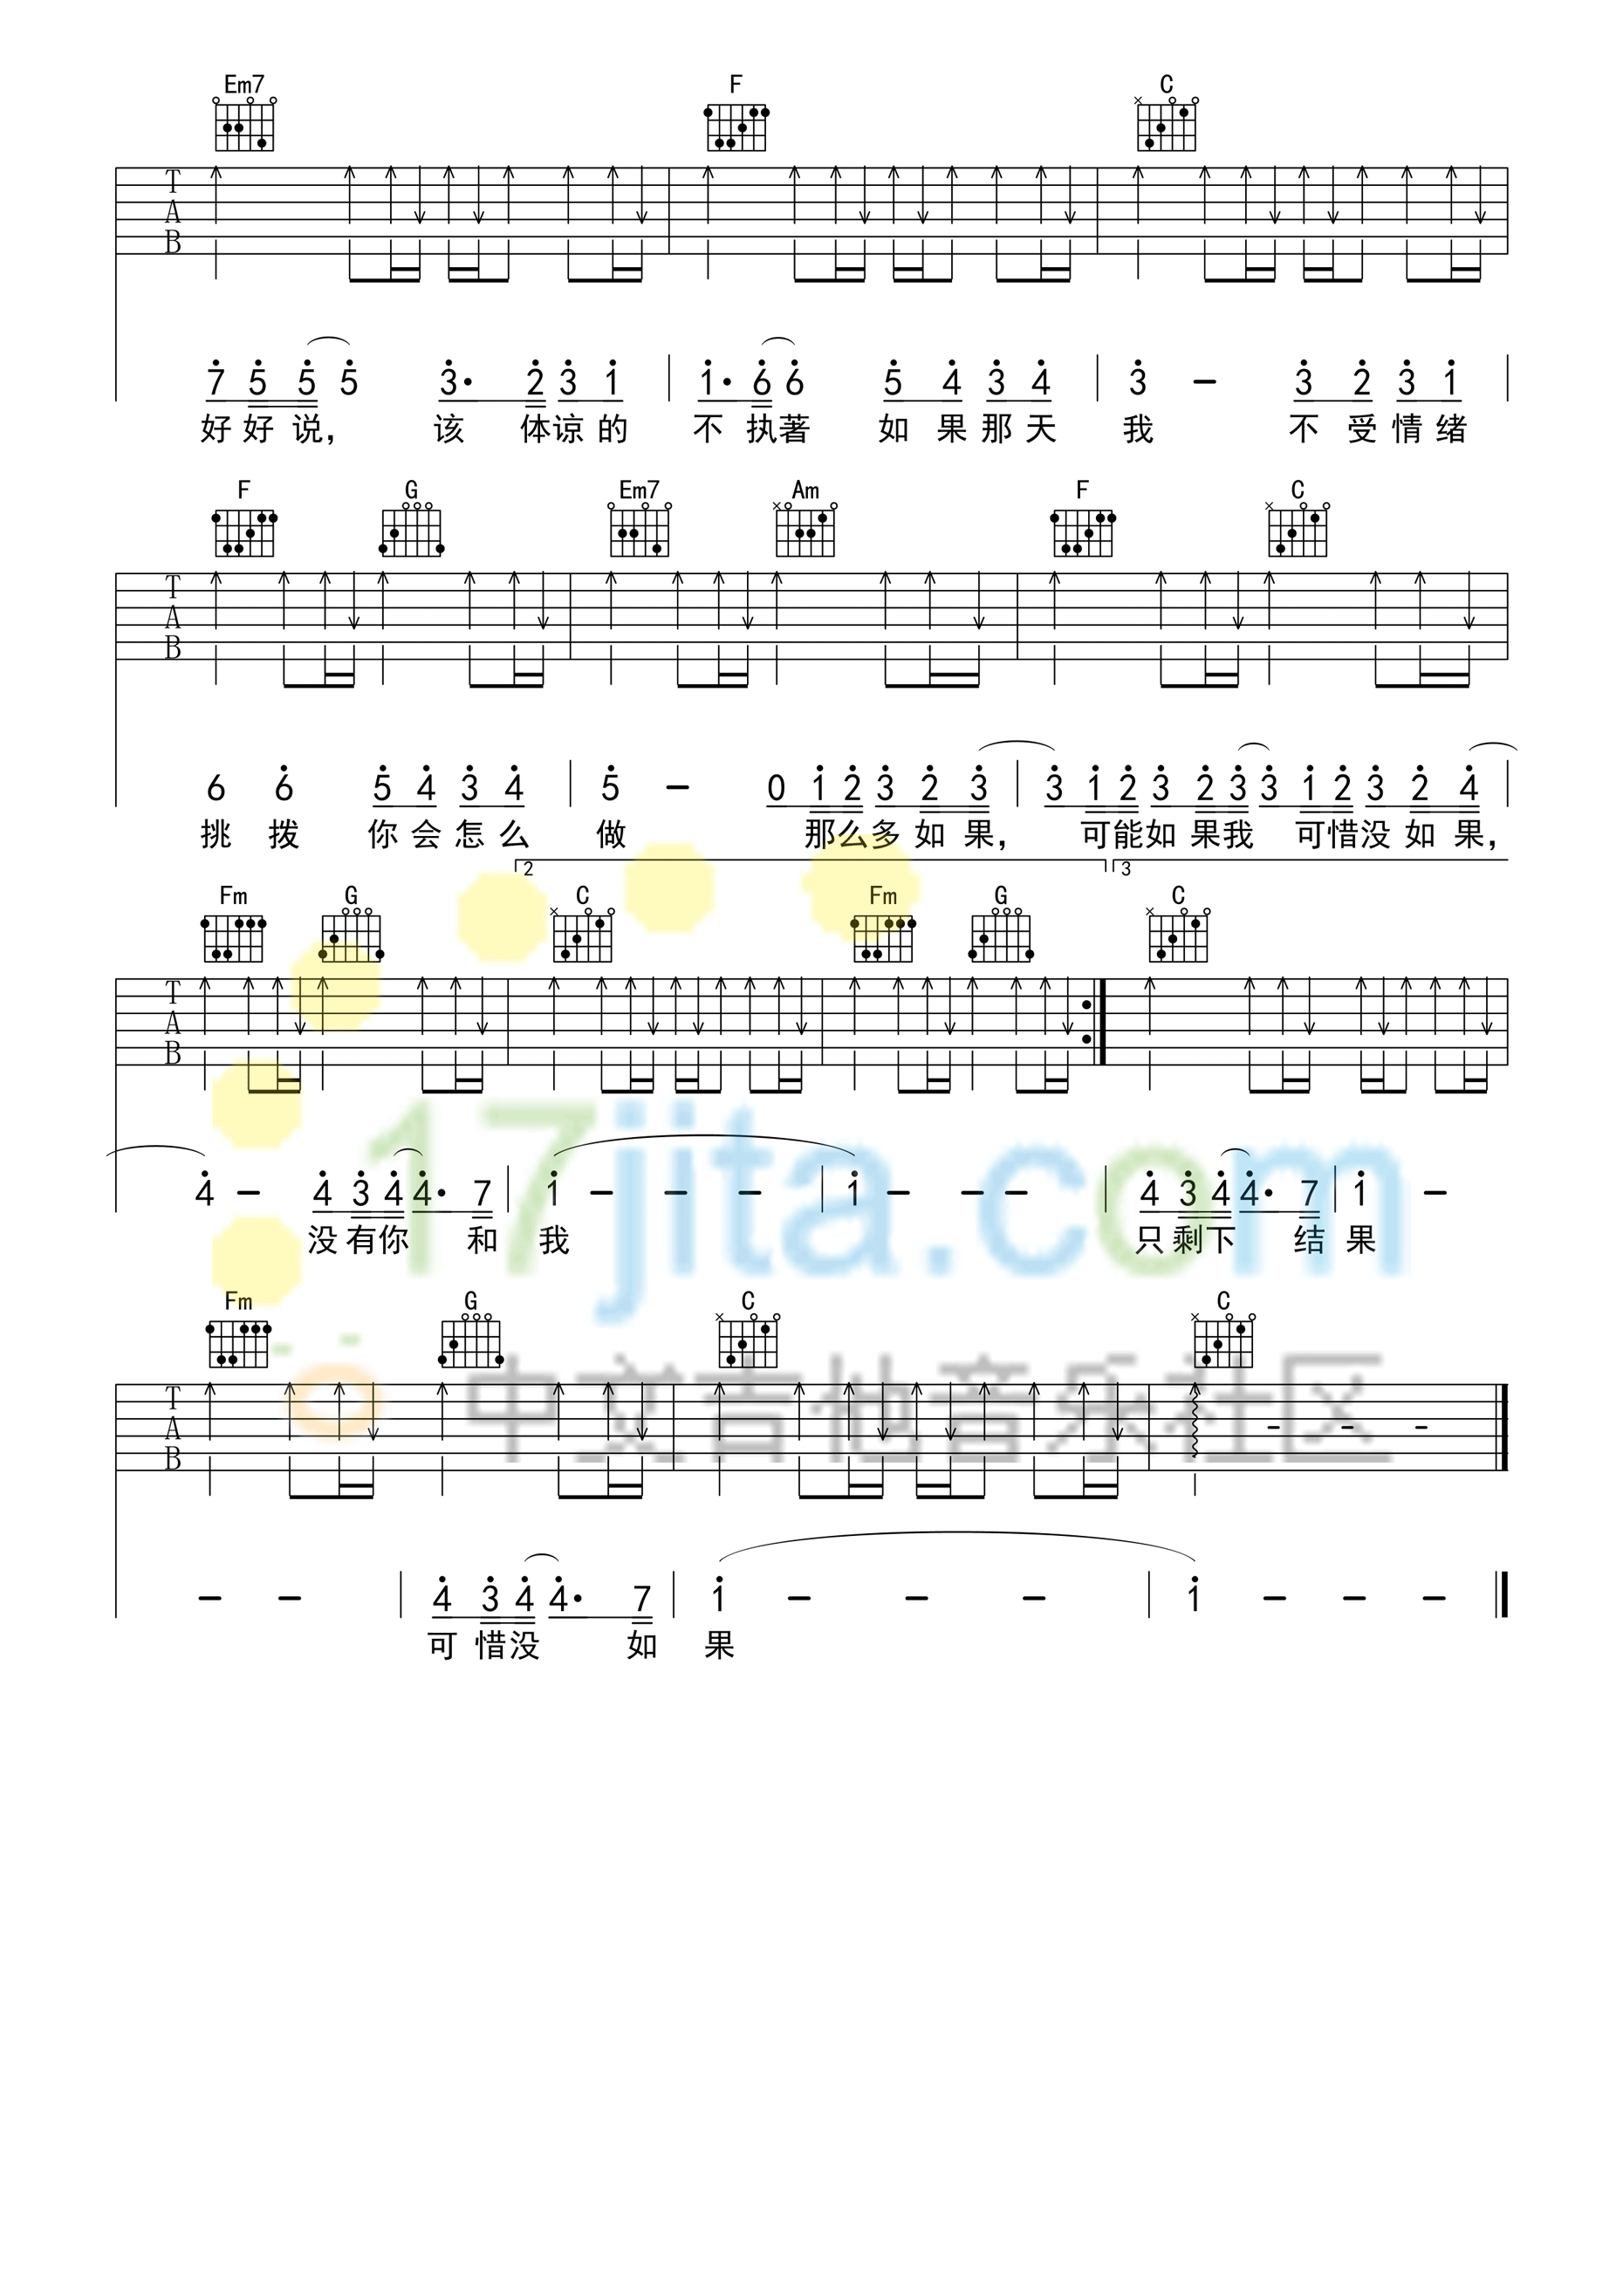 Em7 F C
T A B
7 5 5 5 3· 2 3 1 1· 6 6 5 4 3 4 3 - 3 2 3 1
好 好 说， 该 体 谅 的 不 执 著 如 果 那 天 我 不 受 情 绪
F G Em7 Am F C
T A B
6 6 5 4 3 4 5 - 0 1 2 3 2 3 3 1 2 3 2 3 3 1 2 3 2 4
挑 拨 你 会 怎 么 做 那 么 多 如 果， 可 能 如 果 我 可 惜 没 如 果，
2 3
Fm G C Fm G C
T A B
4 - 4 3 4 4· 7 1 - - - 1 - - - 4 3 4 4· 7 1 -
没 有 你 和 我 只 剩 下 结 果
17jita.com
Fm G C C
中文吉他音乐社区
T A B
- - 4 3 4 4· 7 1 - - - 1 - - -
可 惜 没 如 果